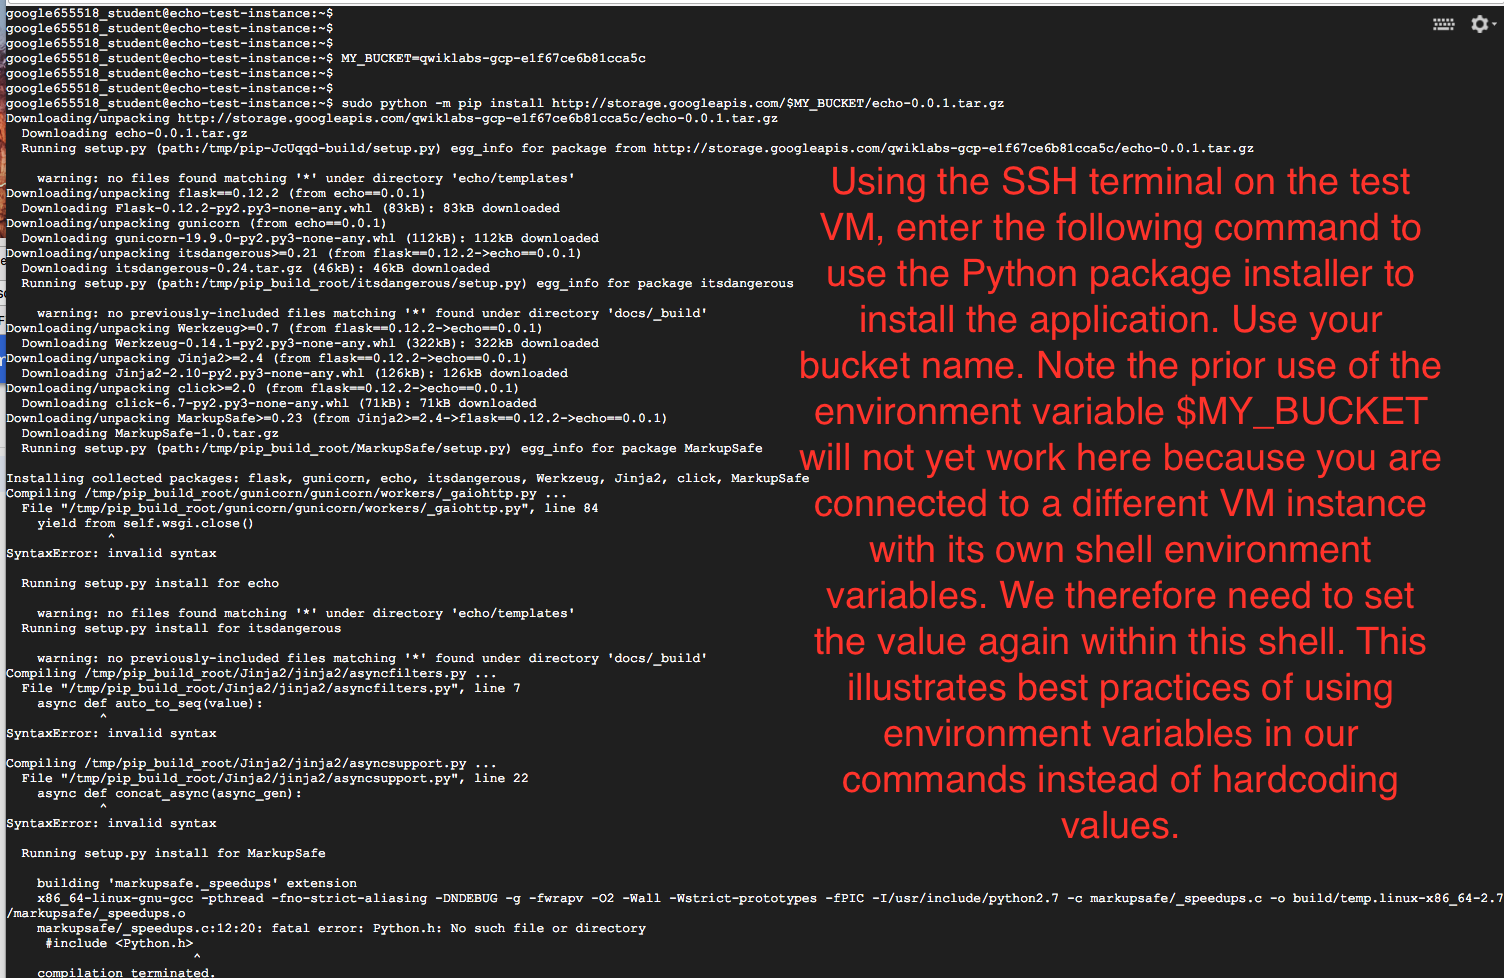 google655518_student@echo-test-instance:~$
google655518_student@echo-test-instance:~$
google655518_student@echo-test-instance:~$
google655518_student@echo-test-instance:~$ MY_BUCKET=qwiklabs-gcp-e1f67ce6b81cca5c
google655518_student@echo-test-instance:~$
google655518_student@echo-test-instance:~$
google655518_student@echo-test-instance:~$ sudo python -m pip install http://storage.googleapis.com/$MY_BUCKET/echo-0.0.1.tar.gz
Downloading/unpacking http://storage.googleapis.com/qwiklabs-gcp-e1f67ce6b81cca5c/echo-0.0.1.tar.gz
  Downloading echo-0.0.1.tar.gz
  Running setup.py (path:/tmp/pip-JcUqqd-build/setup.py) egg_info for package from http://storage.googleapis.com/qwiklabs-gcp-e1f67ce6b81cca5c/echo-0.0.1.tar.gz
    warning: no files found matching '*' under directory 'echo/templates'
Downloading/unpacking flask==0.12.2 (from echo==0.0.1)
  Downloading Flask-0.12.2-py2.py3-none-any.whl (83kB): 83kB downloaded
Downloading/unpacking gunicorn (from echo==0.0.1)
  Downloading gunicorn-19.9.0-py2.py3-none-any.whl (112kB): 112kB downloaded
Downloading/unpacking itsdangerous>=0.21 (from flask==0.12.2->echo==0.0.1)
  Downloading itsdangerous-0.24.tar.gz (46kB): 46kB downloaded
  Running setup.py (path:/tmp/pip_build_root/itsdangerous/setup.py) egg_info for package itsdangerous
    warning: no previously-included files matching '*' found under directory 'docs/_build'
Downloading/unpacking Werkzeug>=0.7 (from flask==0.12.2->echo==0.0.1)
  Downloading Werkzeug-0.14.1-py2.py3-none-any.whl (322kB): 322kB downloaded
Downloading/unpacking Jinja2>=2.4 (from flask==0.12.2->echo==0.0.1)
  Downloading Jinja2-2.10-py2.py3-none-any.whl (126kB): 126kB downloaded
Downloading/unpacking click>=2.0 (from flask==0.12.2->echo==0.0.1)
  Downloading click-6.7-py2.py3-none-any.whl (71kB): 71kB downloaded
Downloading/unpacking MarkupSafe>=0.23 (from Jinja2>=2.4->flask==0.12.2->echo==0.0.1)
  Downloading MarkupSafe-1.0.tar.gz
  Running setup.py (path:/tmp/pip_build_root/MarkupSafe/setup.py) egg_info for package MarkupSafe
Installing collected packages: flask, gunicorn, echo, itsdangerous, Werkzeug, Jinja2, click, MarkupSafe
Compiling /tmp/pip_build_root/gunicorn/gunicorn/workers/_gaiohttp.py ...
  File "/tmp/pip_build_root/gunicorn/gunicorn/workers/_gaiohttp.py", line 84
    yield from self.wsgi.close()
             ^
SyntaxError: invalid syntax
  Running setup.py install for echo
    warning: no files found matching '*' under directory 'echo/templates'
  Running setup.py install for itsdangerous
    warning: no previously-included files matching '*' found under directory 'docs/_build'
Compiling /tmp/pip_build_root/Jinja2/jinja2/asyncfilters.py ...
  File "/tmp/pip_build_root/Jinja2/jinja2/asyncfilters.py", line 7
    async def auto_to_seq(value):
            ^
SyntaxError: invalid syntax
Compiling /tmp/pip_build_root/Jinja2/jinja2/asyncsupport.py ...
  File "/tmp/pip_build_root/Jinja2/jinja2/asyncsupport.py", line 22
    async def concat_async(async_gen):
            ^
SyntaxError: invalid syntax
  Running setup.py install for MarkupSafe
    building 'markupsafe._speedups' extension
    x86_64-linux-gnu-gcc -pthread -fno-strict-aliasing -DNDEBUG -g -fwrapv -O2 -Wall -Wstrict-prototypes -fPIC -I/usr/include/python2.7 -c markupsafe/_speedups.c -o build/temp.linux-x86_64-2.7
/markupsafe/_speedups.o
    markupsafe/_speedups.c:12:20: fatal error: Python.h: No such file or directory
     #include <Python.h>
                        ^
    compilation terminated.
Using the SSH terminal on the test
VM, enter the following command to
use the Python package installer to
install the application. Use your
bucket name. Note the prior use of the
environment variable $MY_BUCKET
will not yet work here because you are
connected to a different VM instance
with its own shell environment
variables. We therefore need to set
the value again within this shell. This
illustrates best practices of using
environment variables in our
commands instead of hardcoding
values.